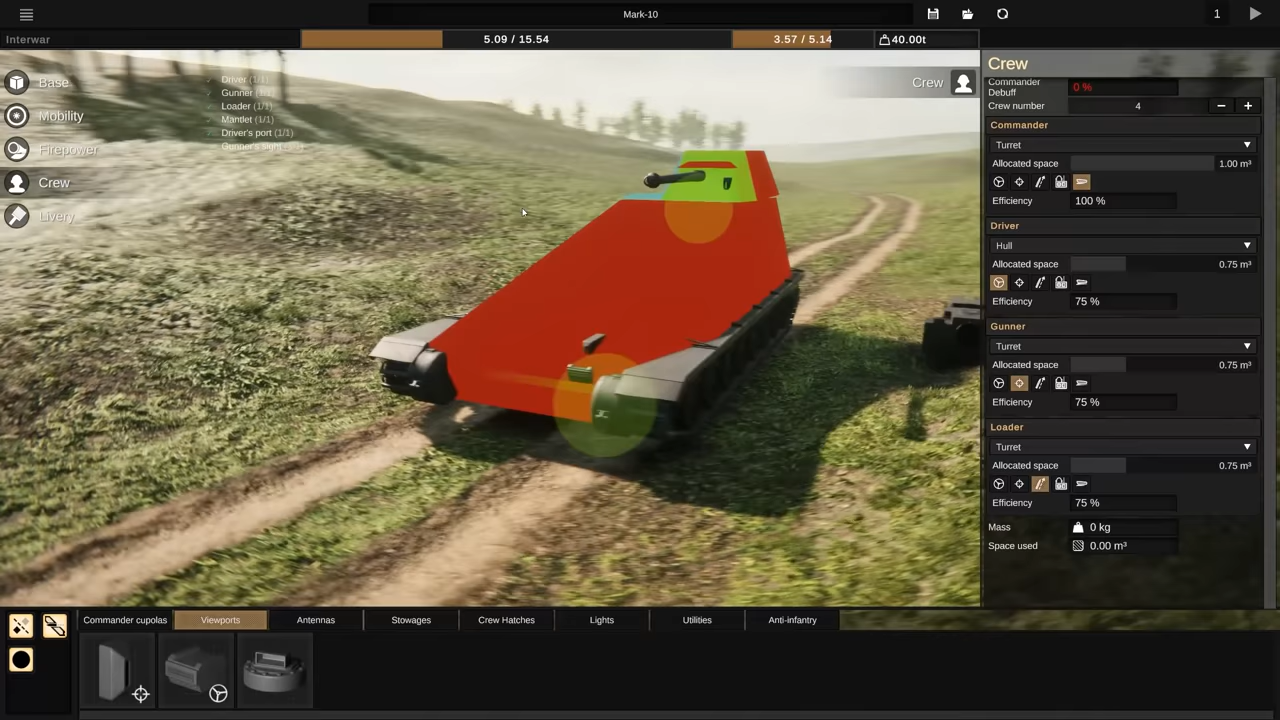 Mark-10
1
Interwar
5.09 / 15.54
3.57 / 5.14
40.00t
Base
Mobility
Firepower
Crew
Livery
Driver (1/1)
Gunner (1/1)
Loader (1/1)
Mantlet (1/1)
Driver's port (1/1)
Gunner's sight
Crew
Crew
Commander
Debuff
0 %
Crew number
4
Commander
Turret
Allocated space
1.00 m³
Efficiency
100 %
Driver
Hull
Allocated space
0.75 m³
Efficiency
75 %
Gunner
Turret
Allocated space
0.75 m³
Efficiency
75 %
Loader
Turret
Allocated space
0.75 m³
Efficiency
75 %
Mass
0 kg
Space used
0.00 m³
Commander cupolas
Viewports
Antennas
Stowages
Crew Hatches
Lights
Utilities
Anti-infantry